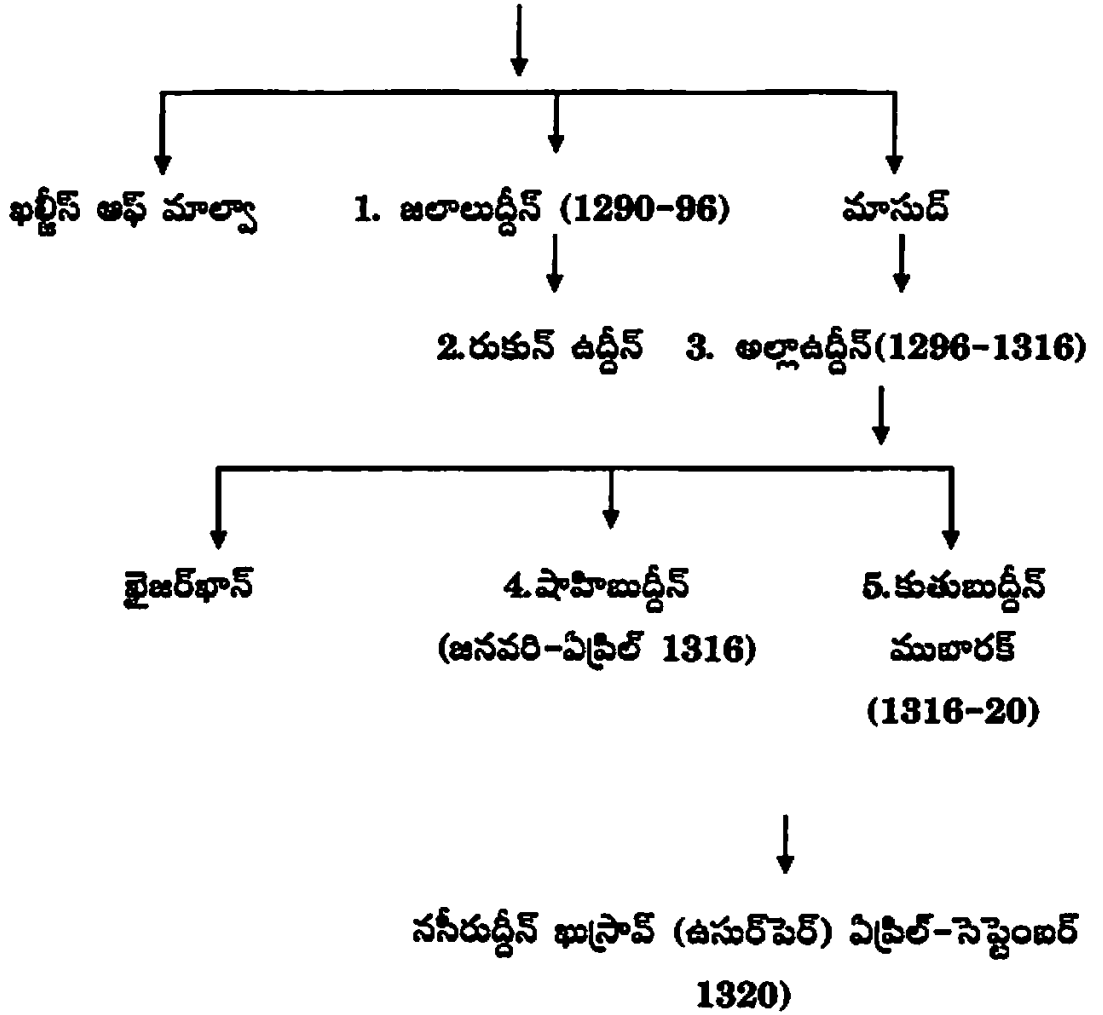 ఖల్జీస్ ఆఫ్ మాల్వా 1. జలాలుద్దీన్ (1290-96) మాసుద్
2.రుకున్ ఉద్దీన్ 3. అల్లాఉద్దీన్(1296-1316)
ఖైజర్‌ఖాన్ 4.షాహిబుద్దీన్ 5.కుతుబుద్దీన్
(జనవరి-ఏప్రిల్ 1316) ముబారక్
(1316-20)
నసీరుద్దీన్ ఖుస్రావ్ (ఉసుర్‌పెర్) ఏప్రిల్-సెప్టెంబర్
1320)